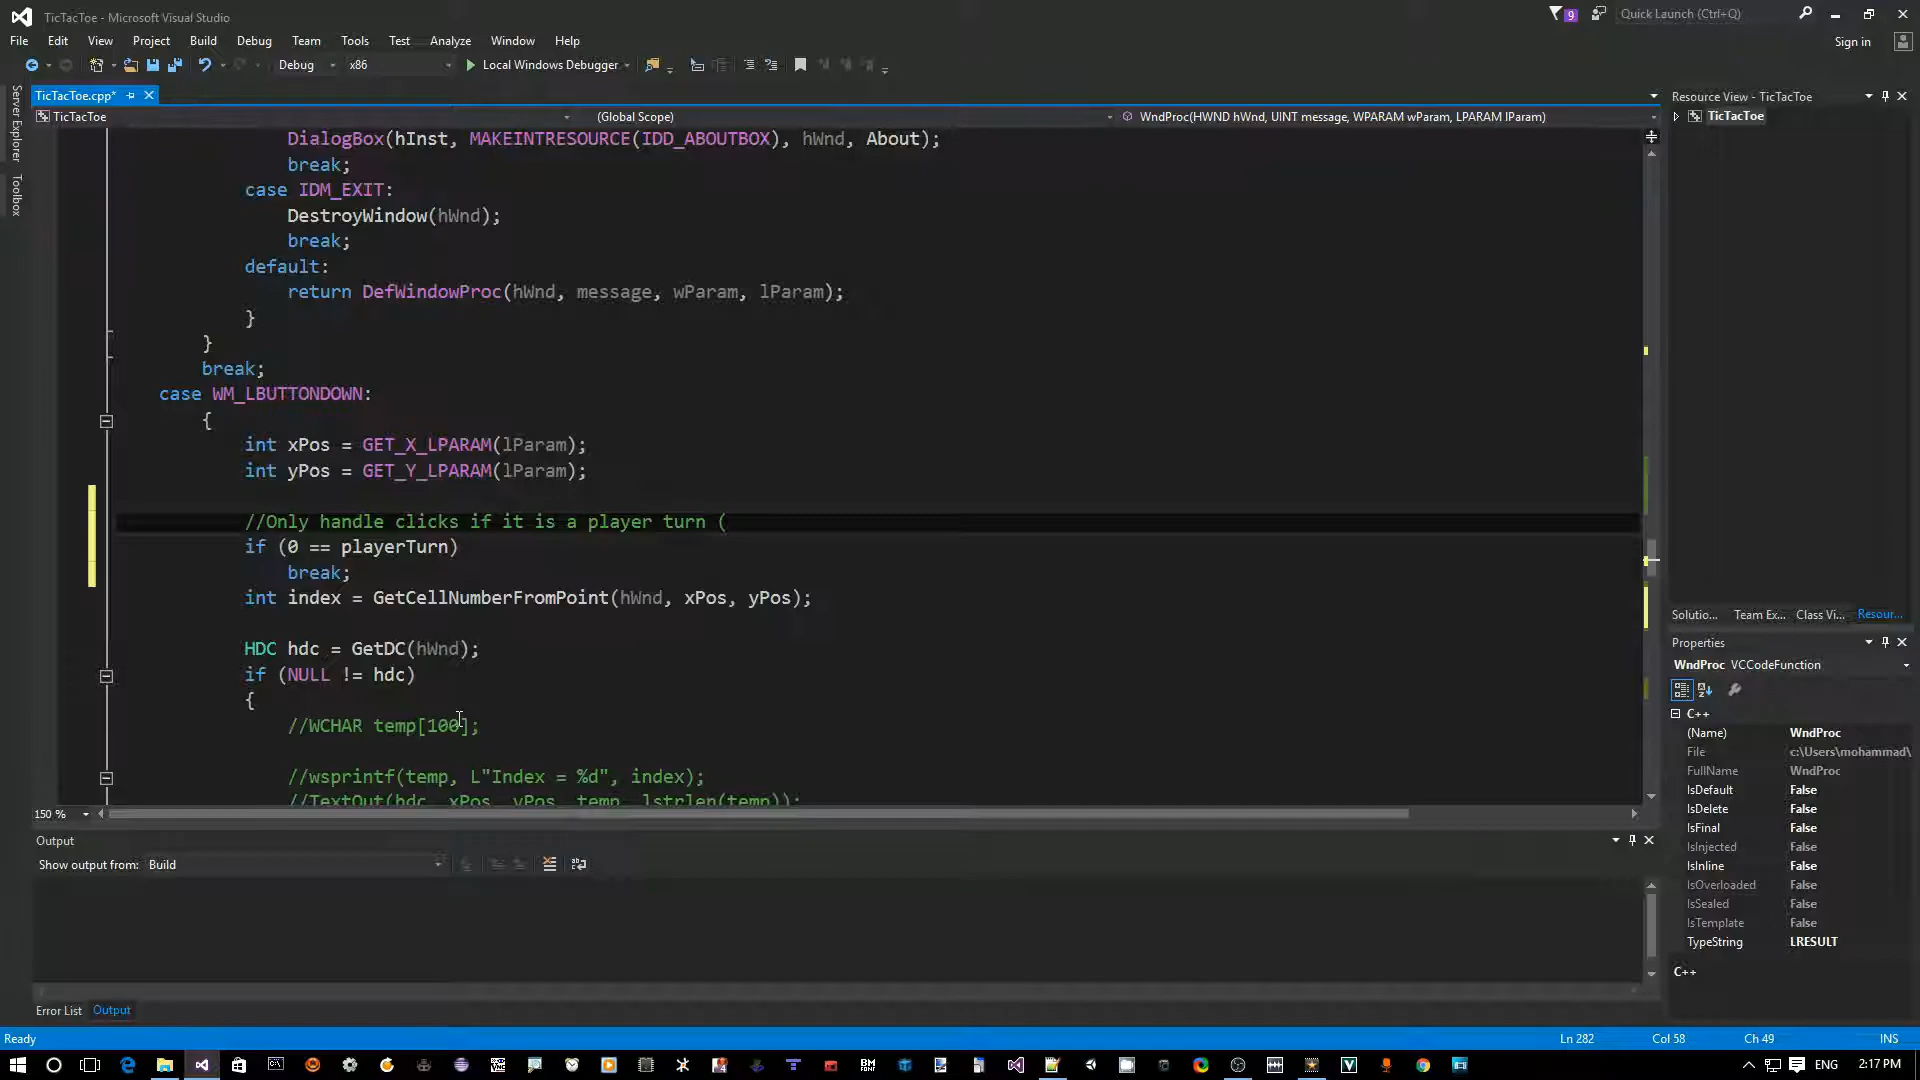 TicTacToe - Microsoft Visual Studio
9
Quick Launch (Ctrl+Q)
File Edit View Project Build Debug Team Tools Test Analyze Window Help
Sign in
Debug x86 Local Windows Debugger
Server Explorer
Toolbox
TicTacToe.cpp*
TicTacToe (Global Scope) WndProc(HWND hWnd, UINT message, WPARAM wParam, LPARAM lParam)
DialogBox(hInst, MAKEINTRESOURCE(IDD_ABOUTBOX), hWnd, About);
break;
case IDM_EXIT:
DestroyWindow(hWnd);
break;
default:
return DefWindowProc(hWnd, message, wParam, lParam);
}
}
break;
case WM_LBUTTONDOWN:
{
int xPos = GET_X_LPARAM(lParam);
int yPos = GET_Y_LPARAM(lParam);
//Only handle clicks if it is a player turn (
if (0 == playerTurn)
break;
int index = GetCellNumberFromPoint(hWnd, xPos, yPos);
HDC hdc = GetDC(hWnd);
if (NULL != hdc)
{
//WCHAR temp[100];
//wsprintf(temp, L"Index = %d", index);
//TextOut(hdc, xPos, yPos, temp, lstrlen(temp));
150 %
Output
Show output from: Build
Error List Output
Resource View - TicTacToe
TicTacToe
Solutio... Team Ex... Class Vi... Resour...
Properties
WndProc VCCodeFunction
C++
(Name) WndProc
File c:\Users\mohammad\
FullName WndProc
IsDefault False
IsDelete False
IsFinal False
IsInjected False
IsInline False
IsOverloaded False
IsSealed False
IsTemplate False
TypeString LRESULT
C++
Ready Ln 282 Col 58 Ch 49 INS
ENG 2:17 PM